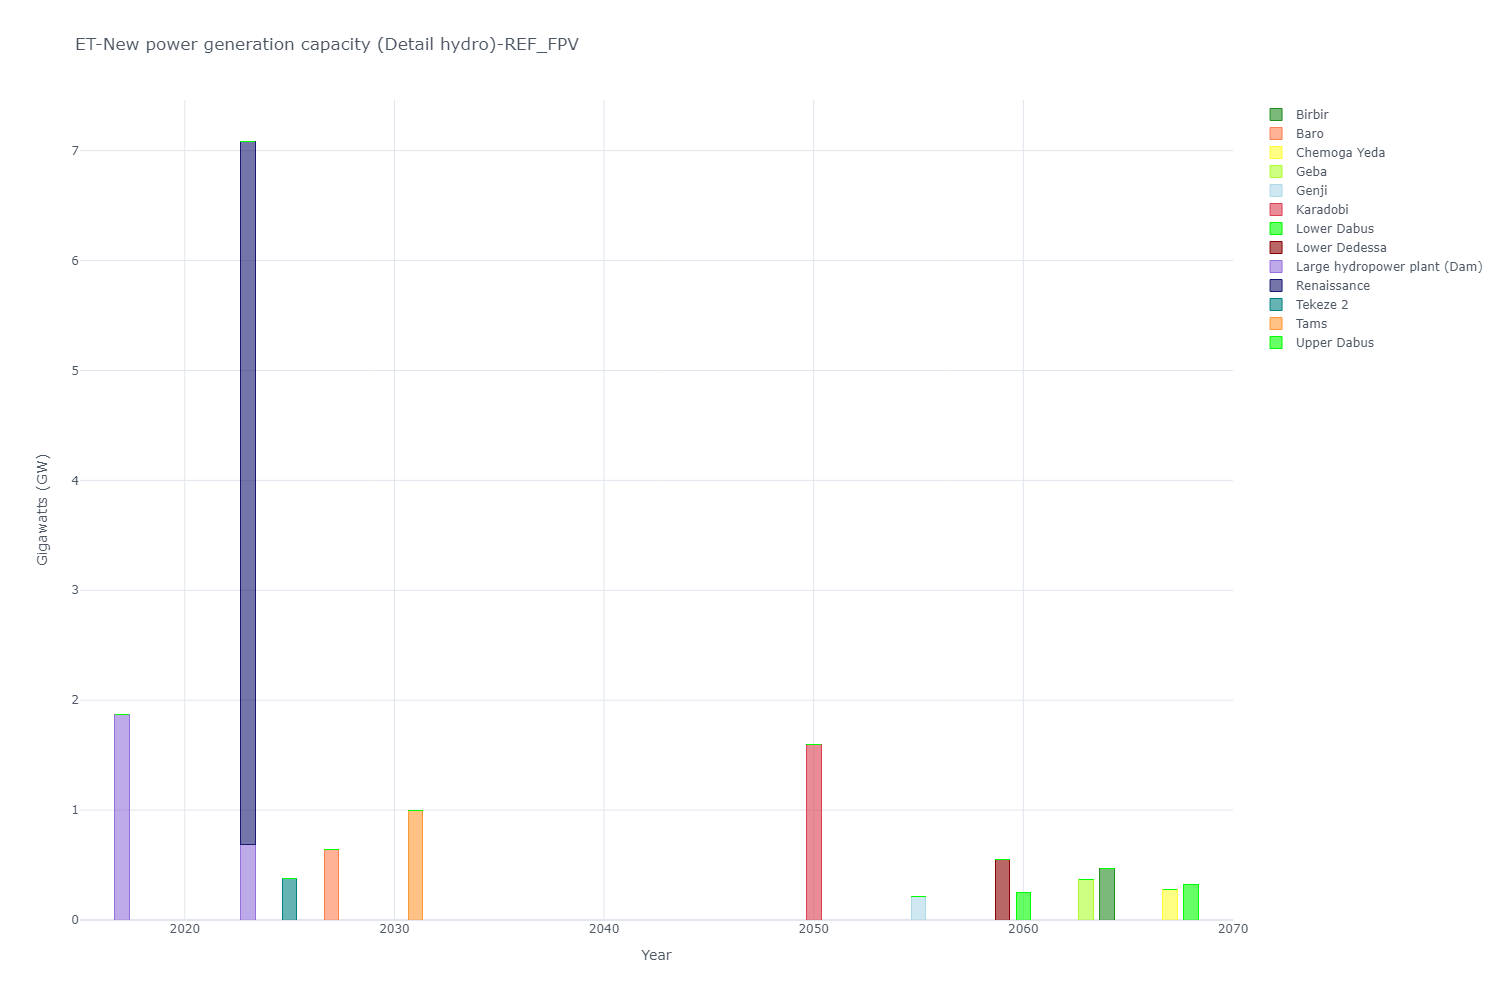 ET-New power generation capacity (Detail hydro)-REF_FPV
Birbir
Baro
Chemoga Yeda
Geba
Genji
Karadobi
Lower Dabus
Lower Dedessa
Large hydropower plant (Dam)
Renaissance
Tekeze 2
Tams
Upper Dabus
Gigawatts (GW)
7
6
5
4
3
2
1
0
2020
2030
2040
2050
2060
2070
Year